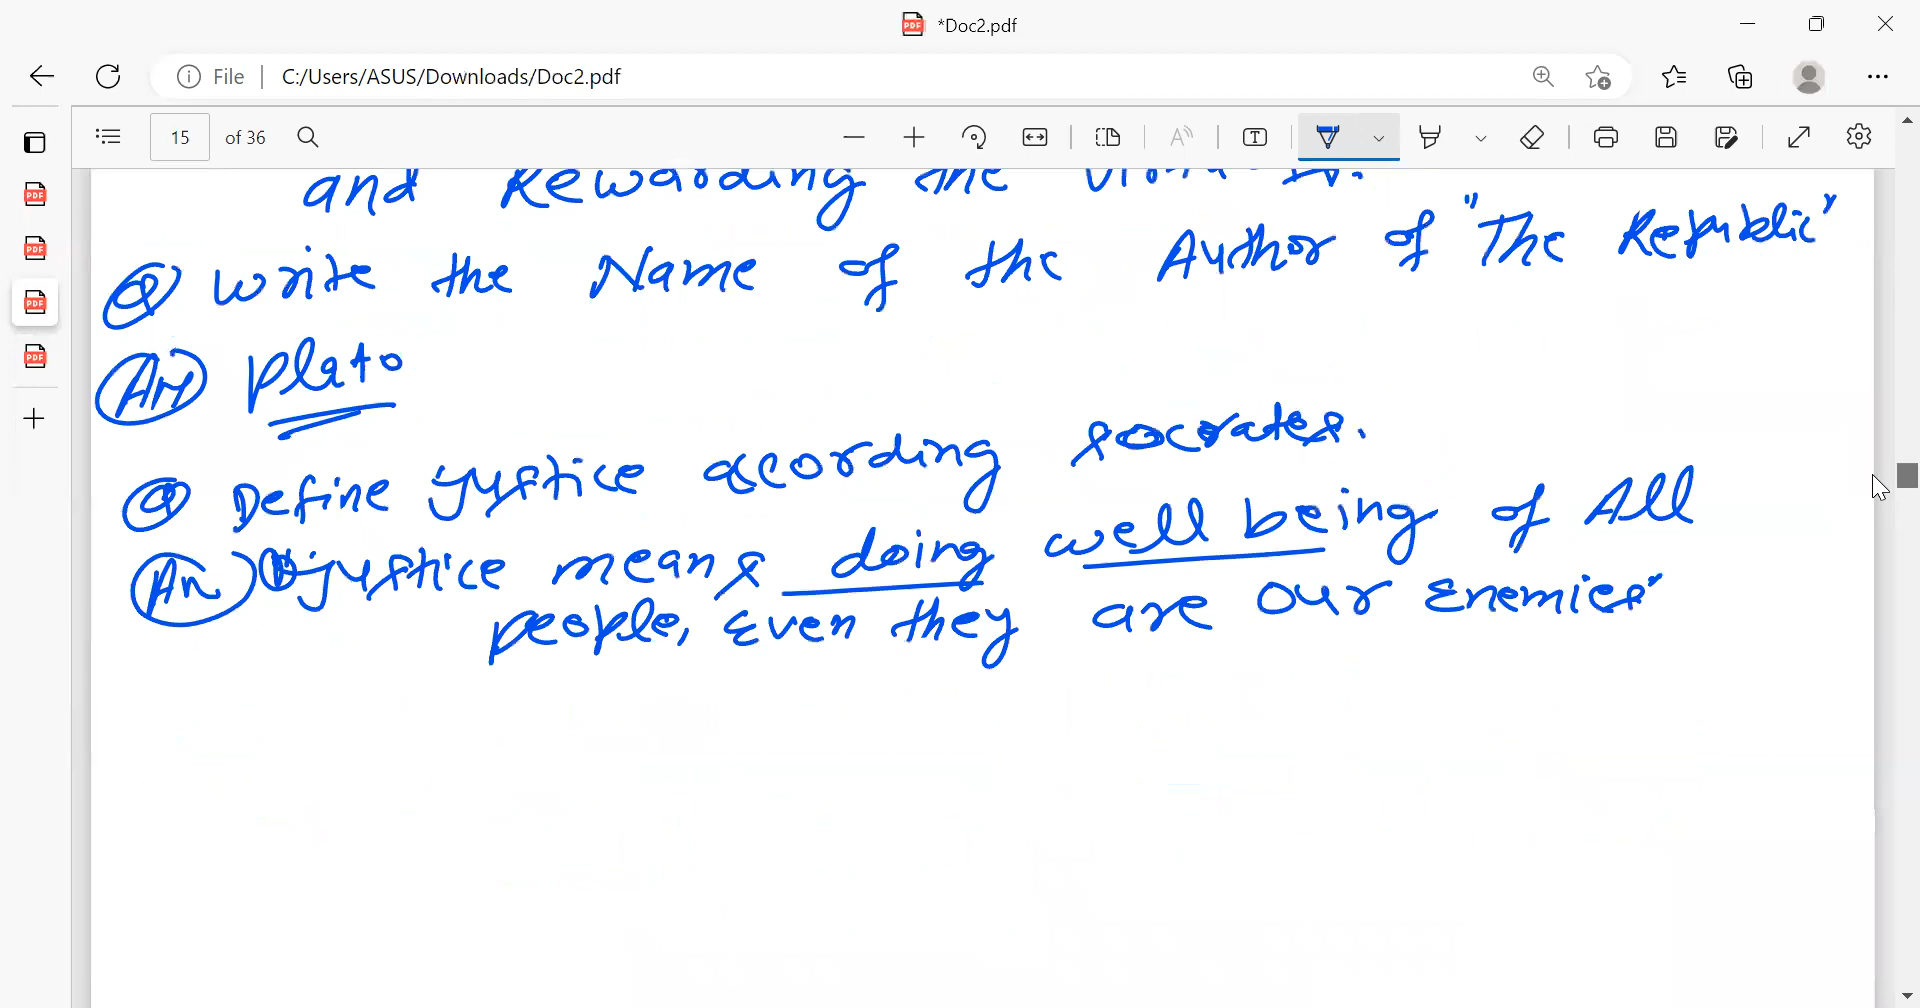 *Doc2.pdf
File | C:/Users/ASUS/Downloads/Doc2.pdf
15 of 36
and Rewarding the
Q Write the Name of the Author of "The Republic"
An Plato
Q Define justice acording socrates.
An justice means doing well being of All
people, Even they are our Enemies"